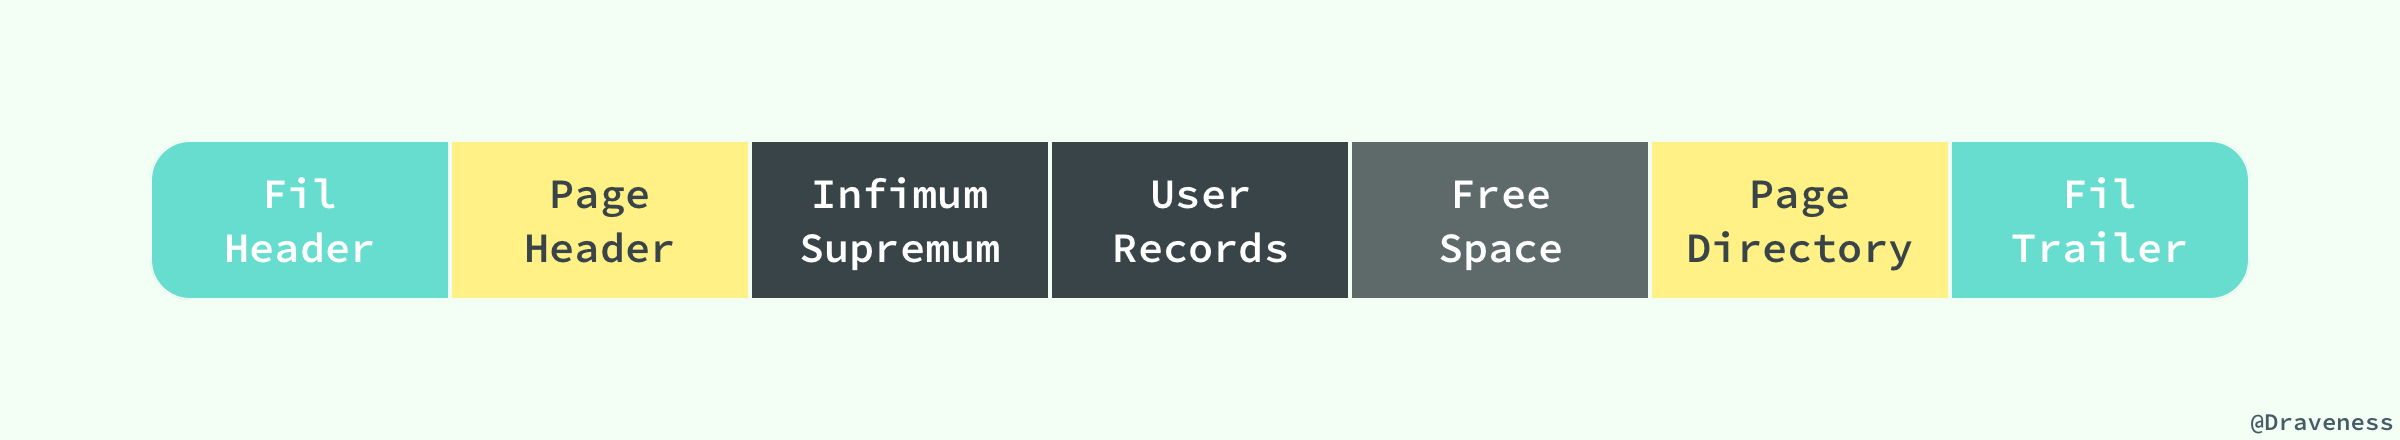 Fil
Header
Page
Header
Infimum
Supremum
User
Records
Free
Space
Page
Directory
Fil
Trailer
@Draveness